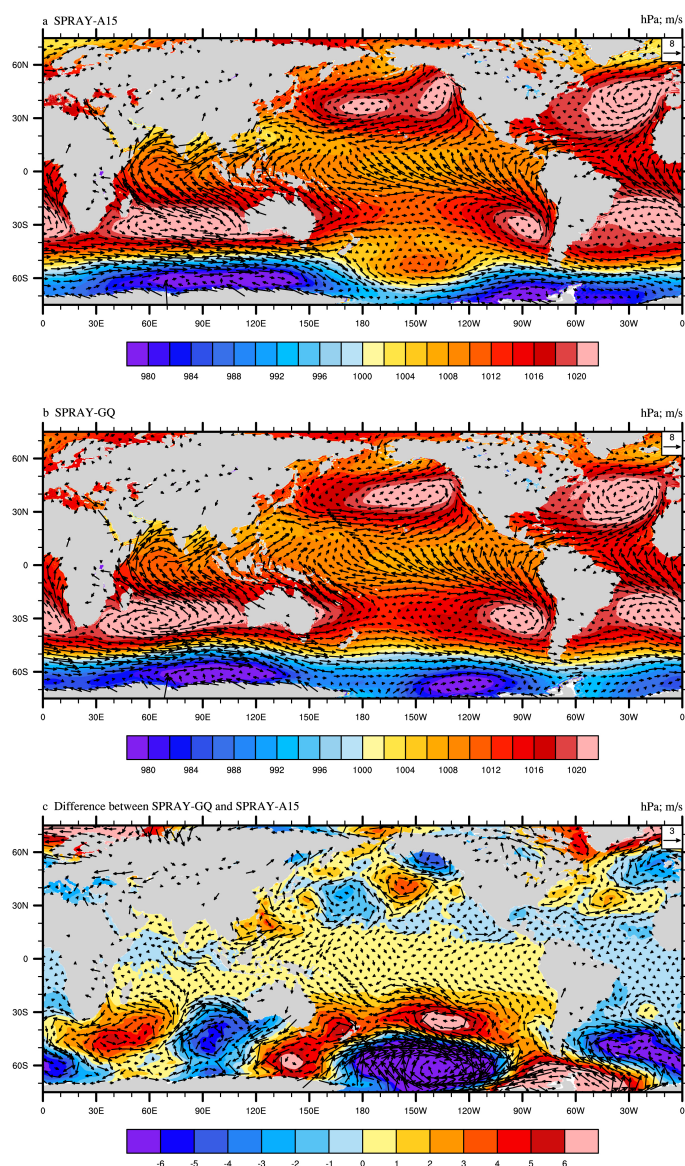 a SPRAY-A15 hPa; m/s
8
60N
30N
0
30S
60S
0 30E 60E 90E 120E 150E 180 150W 120W 90W 60W 30W 0
980 984 988 992 996 1000 1004 1008 1012 1016 1020
b SPRAY-GQ hPa; m/s
8
60N
30N
0
30S
60S
0 30E 60E 90E 120E 150E 180 150W 120W 90W 60W 30W 0
980 984 988 992 996 1000 1004 1008 1012 1016 1020
c Difference between SPRAY-GQ and SPRAY-A15 hPa; m/s
3
60N
30N
0
30S
60S
0 30E 60E 90E 120E 150E 180 150W 120W 90W 60W 30W 0
-6 -5 -4 -3 -2 -1 0 1 2 3 4 5 6